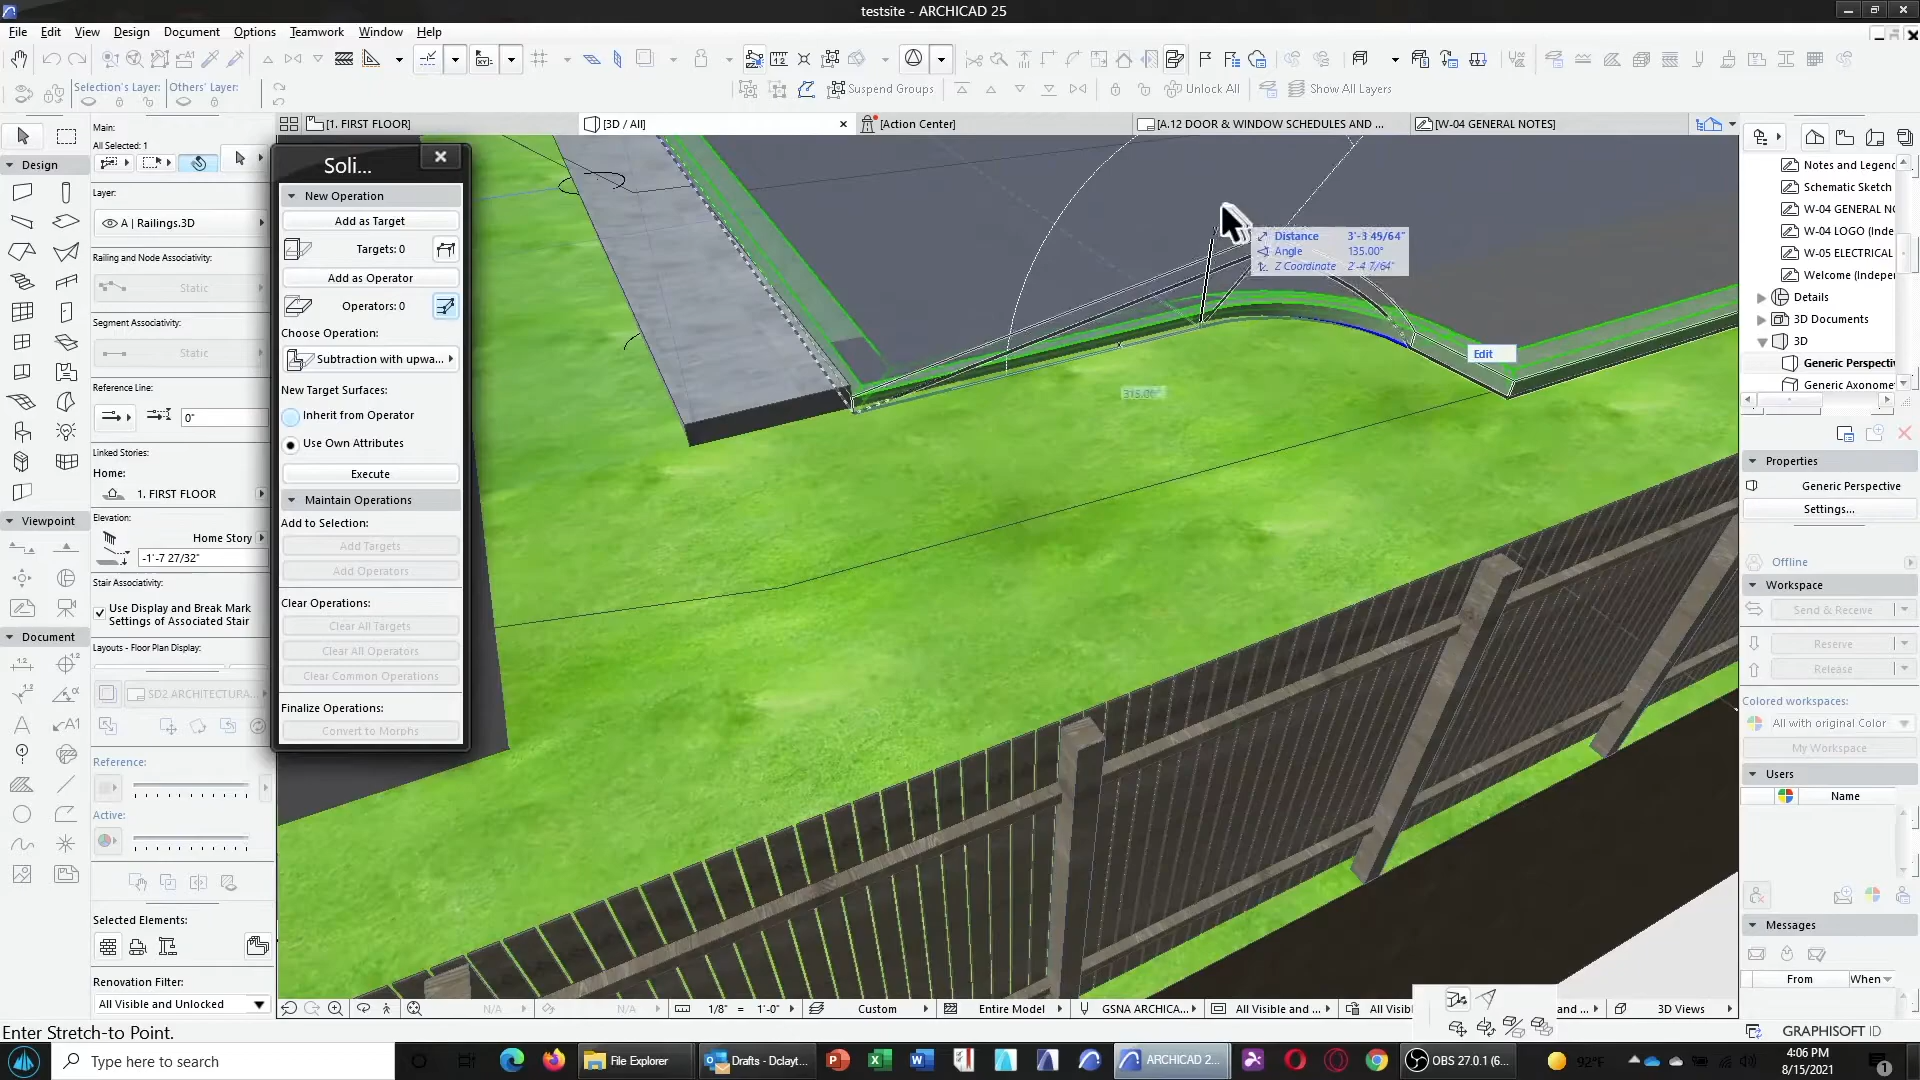 testsite - ARCHICAD 25
File Edit View Design Document Options Teamwork Window Help
Selection's Layer: Others' Layer:
Suspend Groups
Unlock All
Show All Layers
Main:
All Selected: 1
[1. FIRST FLOOR]
[3D / All]
[Action Center]
[A.12 DOOR & WINDOW SCHEDULES AND ...
[W-04 GENERAL NOTES]
Design
Layer:
A | Railings.3D
Railing and Node Associativity:
Static
Segment Associativity:
Static
Reference Line:
0"
Linked Stories:
Home:
1. FIRST FLOOR
Elevation:
Home Story
-1'-7 27/32"
Stair Associativity:
Use Display and Break Mark
Settings of Associated Stair
Layouts - Floor Plan Display:
SD2 ARCHITECTURA...
Viewpoint
Document
Reference:
Active:
Selected Elements:
Renovation Filter:
All Visible and Unlocked
Soli...
New Operation
Add as Target
Targets: 0
Add as Operator
Operators: 0
Choose Operation:
Subtraction with upwa...
New Target Surfaces:
Inherit from Operator
Use Own Attributes
Execute
Maintain Operations
Add to Selection:
Add Targets
Add Operators
Clear Operations:
Clear All Targets
Clear All Operators
Clear Common Operations
Finalize Operations:
Convert to Morphs
Distance 3'-3 45/64"
Angle 135.00°
Z Coordinate 2'-4 7/64"
Edit
315.00°
Notes and Legend
Schematic Sketch
W-04 GENERAL NO
W-04 LOGO (Inde
W-05 ELECTRICAL
Welcome (Indeper
Details
3D Documents
3D
Generic Perspectiv
Generic Axonome
Properties
Generic Perspective
Settings...
Offline
Workspace
Send & Receive
Reserve
Release
Colored workspaces:
All with original Color
My Workspace
Users
Name
Messages
From When
N/A
N/A
1/8" = 1'-0"
Custom
Entire Model
GSNA ARCHICA...
All Visible and ...
All Visibl
and ...
3D Views
Enter Stretch-to Point.
GRAPHISOFT ID
Type here to search
File Explorer
Drafts - Dclayt...
ARCHICAD 2...
OBS 27.0.1 (6...
92°F
4:06 PM
8/15/2021